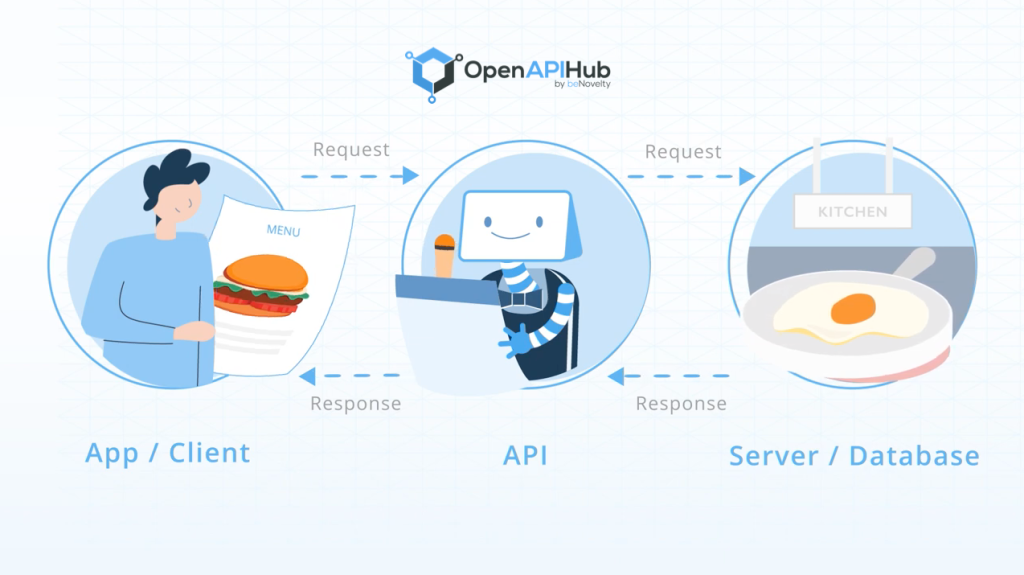 OpenAPIHub
by beNovelty
Request
Request
MENU
KITCHEN
Response
Response
App / Client
API
Server / Database